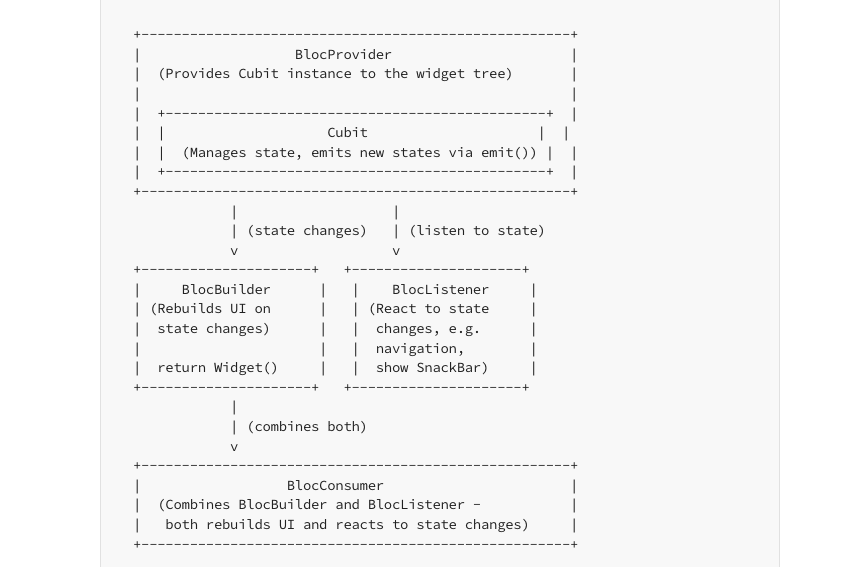 +-----------------------------------------------------+
|                   BlocProvider                      |
|  (Provides Cubit instance to the widget tree)       |
|                                                     |
|  +-----------------------------------------------+  |
|  |                    Cubit                     |  |
|  |  (Manages state, emits new states via emit()) |  |
|  +-----------------------------------------------+  |
+-----------------------------------------------------+
            |                   |
            | (state changes)   | (listen to state)
            v                   v
+---------------------+   +---------------------+
|     BlocBuilder      |   |    BlocListener     |
| (Rebuilds UI on      |   | (React to state     |
|  state changes)      |   |  changes, e.g.      |
|                      |   |  navigation,        |
|  return Widget()     |   |  show SnackBar)     |
+---------------------+   +---------------------+
            |
            | (combines both)
            v
+-----------------------------------------------------+
|                  BlocConsumer                       |
|  (Combines BlocBuilder and BlocListener -           |
|   both rebuilds UI and reacts to state changes)     |
+-----------------------------------------------------+